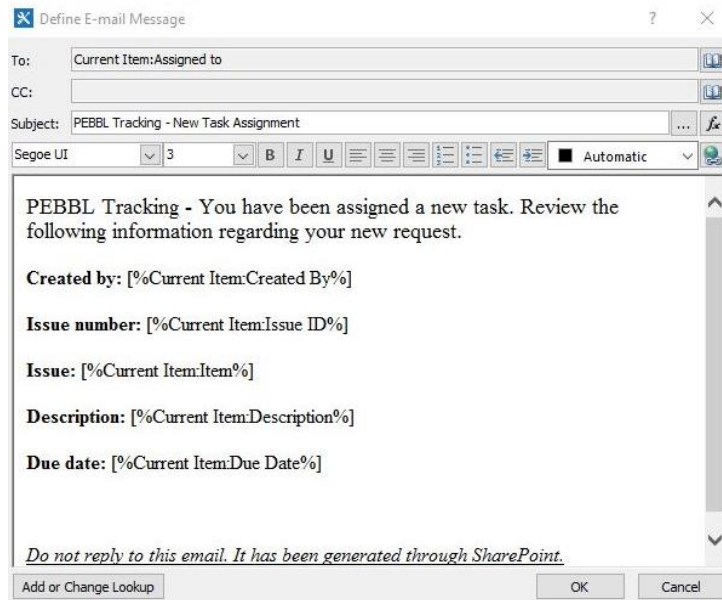 Define E-mail Message ?
To: Current Item:Assigned to
CC:
Subject: PEBBL Tracking - New Task Assignment ... fx
Segoe UI 3 B I U Automatic
PEBBL Tracking - You have been assigned a new task. Review the
following information regarding your new request.
Created by: [%Current Item:Created By%]
Issue number: [%Current Item:Issue ID%]
Issue: [%Current Item:Item%]
Description: [%Current Item:Description%]
Due date: [%Current Item:Due Date%]
Do not reply to this email. It has been generated through SharePoint.
Add or Change Lookup OK Cancel